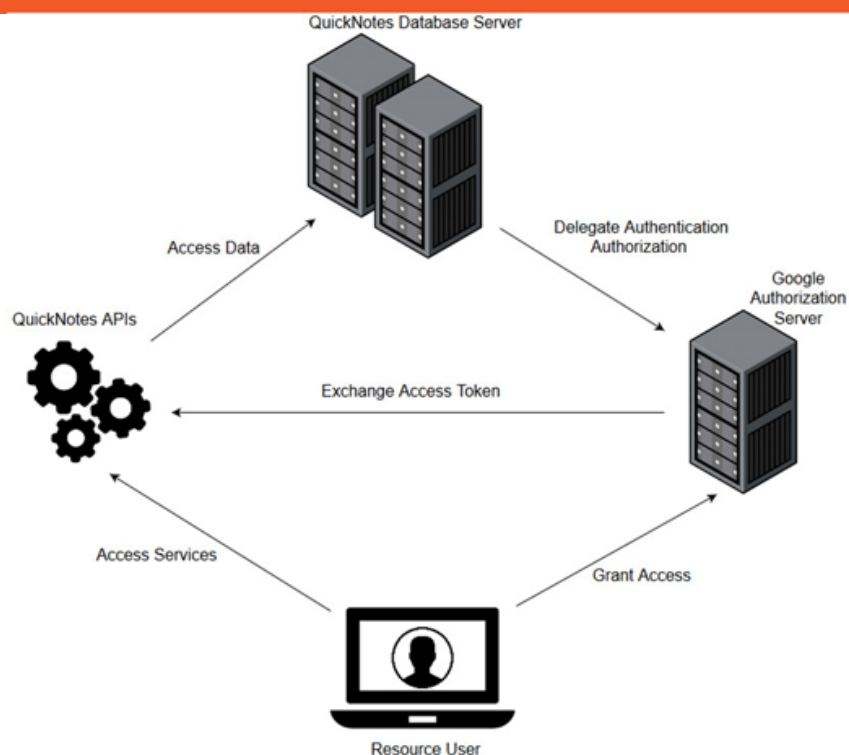 QuickNotes Database Server
Delegate Authentication
Authorization
Access Data
Google
Authorization
Server
QuickNotes APIs
Exchange Access Token
Access Services
Grant Access
Resource User